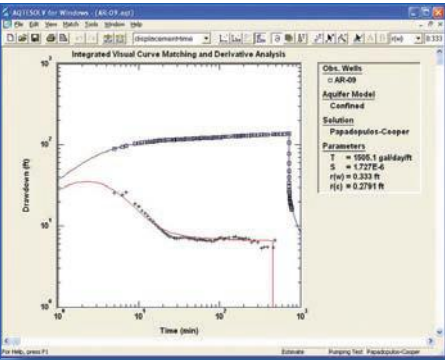 AQTESOLV for Windows - [AR-09.aqt]
File Edit View Match Tools Window Help
displacement-time
r(w) 0.333
Integrated Visual Curve Matching and Derivative Analysis
Obs. Wells
□ AR-09
Aquifer Model
Confined
Solution
Papadopulos-Cooper
Parameters
T = 1505.1 gal/day/ft
S = 1.727E-6
r(w) = 0.333 ft
r(c) = 0.2791 ft
Drawdown (ft)
Time (min)
For Help, press F1
Estimate
Pumping Test
Papadopulos-Cooper